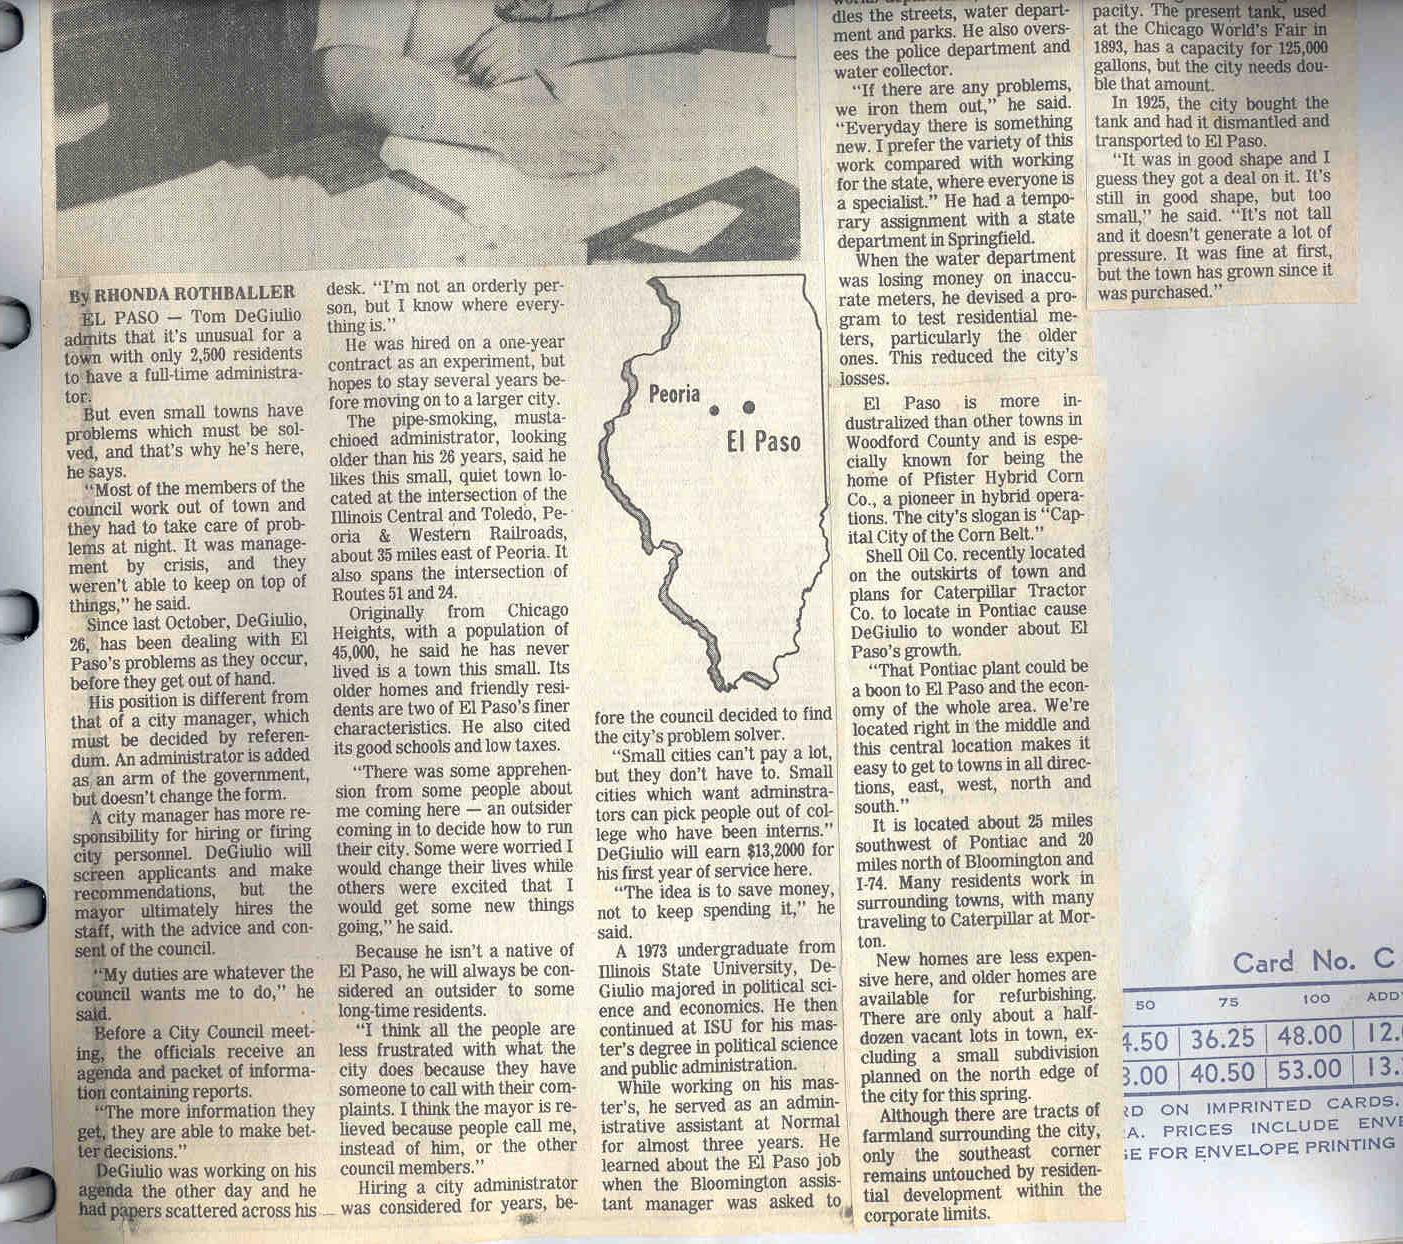 By RHONDA ROTHBALLER
EL PASO — Tom DeGiulio
admits that it's unusual for a
town with only 2,500 residents
to have a full-time administra-
tor.
But even small towns have
problems which must be sol-
ved, and that's why he's here,
he says.
"Most of the members of the
council work out of town and
they had to take care of prob-
lems at night. It was manage-
ment by crisis, and they
weren't able to keep on top of
things," he said.
Since last October, DeGiulio,
26, has been dealing with El
Paso's problems as they occur,
before they get out of hand.
His position is different from
that of a city manager, which
must be decided by referen-
dum. An administrator is added
as an arm of the government,
but doesn't change the form.
A city manager has more re-
sponsibility for hiring or firing
city personnel. DeGiulio will
screen applicants and make
recommendations, but the
mayor ultimately hires the
staff, with the advice and con-
sent of the council.
"My duties are whatever the
council wants me to do," he
said.
Before a City Council meet-
ing, the officials receive an
agenda and packet of informa-
tion containing reports.
"The more information they
get, they are able to make bet-
ter decisions."
DeGiulio was working on his
agenda the other day and he
had papers scattered across his
desk. "I'm not an orderly per-
son, but I know where every-
thing is."
He was hired on a one-year
contract as an experiment, but
hopes to stay several years be-
fore moving on to a larger city.
The pipe-smoking, musta-
chioed administrator, looking
older than his 26 years, said he
likes this small, quiet town lo-
cated at the intersection of the
Illinois Central and Toledo, Pe-
oria & Western Railroads,
about 35 miles east of Peoria. It
also spans the intersection of
Routes 51 and 24.
Originally from Chicago
Heights, with a population of
45,000, he said he has never
lived is a town this small. Its
older homes and friendly resi-
dents are two of El Paso's finer
characteristics. He also cited
its good schools and low taxes.
"There was some apprehen-
sion from some people about
me coming here — an outsider
coming in to decide how to run
their city. Some were worried I
would change their lives while
others were excited that I
would get some new things
going," he said.
Because he isn't a native of
El Paso, he will always be con-
sidered an outsider to some
long-time residents.
"I think all the people are
less frustrated with what the
city does because they have
someone to call with their com-
plaints. I think the mayor is re-
lieved because people call me,
instead of him, or the other
council members."
Hiring a city administrator
was considered for years, be-
Peoria
El Paso
fore the council decided to find
the city's problem solver.
"Small cities can't pay a lot,
but they don't have to. Small
cities which want adminstra-
tors can pick people out of col-
lege who have been interns."
DeGiulio will earn $13,2000 for
his first year of service here.
"The idea is to save money,
not to keep spending it," he
said.
A 1973 undergraduate from
Illinois State University, De-
Giulio majored in political sci-
ence and economics. He then
continued at ISU for his mas-
ter's degree in political science
and public administration.
While working on his mas-
ter's, he served as an admin-
istrative assistant at Normal
for almost three years. He
learned about the El Paso job
when the Bloomington assis-
tant manager was asked to
dles the streets, water depart-
ment and parks. He also overs-
ees the police department and
water collector.
"If there are any problems,
we iron them out," he said.
"Everyday there is something
new. I prefer the variety of this
work compared with working
for the state, where everyone is
a specialist." He had a tempo-
rary assignment with a state
department in Springfield.
When the water department
was losing money on inaccu-
rate meters, he devised a pro-
gram to test residential me-
ters, particularly the older
ones. This reduced the city's
losses.
El Paso is more in-
dustralized than other towns in
Woodford County and is espe-
cially known for being the
home of Pfister Hybrid Corn
Co., a pioneer in hybrid opera-
tions. The city's slogan is "Cap-
ital City of the Corn Belt."
Shell Oil Co. recently located
on the outskirts of town and
plans for Caterpillar Tractor
Co. to locate in Pontiac cause
DeGiulio to wonder about El
Paso's growth.
"That Pontiac plant could be
a boon to El Paso and the econ-
omy of the whole area. We're
located right in the middle and
this central location makes it
easy to get to towns in all direc-
tions, east, west, north and
south."
It is located about 25 miles
southwest of Pontiac and 20
miles north of Bloomington and
I-74. Many residents work in
surrounding towns, with many
traveling to Caterpillar at Mor-
ton.
New homes are less expen-
sive here, and older homes are
available for refurbishing.
There are only about a half-
dozen vacant lots in town, ex-
cluding a small subdivision
planned on the north edge of
the city for this spring.
Although there are tracts of
farmland surrounding the city,
only the southeast corner
remains untouched by residen-
tial development within the
corporate limits.
pacity. The present tank, used
at the Chicago World's Fair in
1893, has a capacity for 125,000
gallons, but the city needs dou-
ble that amount.
In 1925, the city bought the
tank and had it dismantled and
transported to El Paso.
"It was in good shape and I
guess they got a deal on it. It's
still in good shape, but too
small," he said. "It's not tall
and it doesn't generate a lot of
pressure. It was fine at first,
but the town has grown since it
was purchased."
Card No. C
50 75 100 ADD
4.50 36.25 48.00 12.
3.00 40.50 53.00 13.
ON IMPRINTED CARDS.
A. PRICES INCLUDE ENVE
E FOR ENVELOPE PRINTING